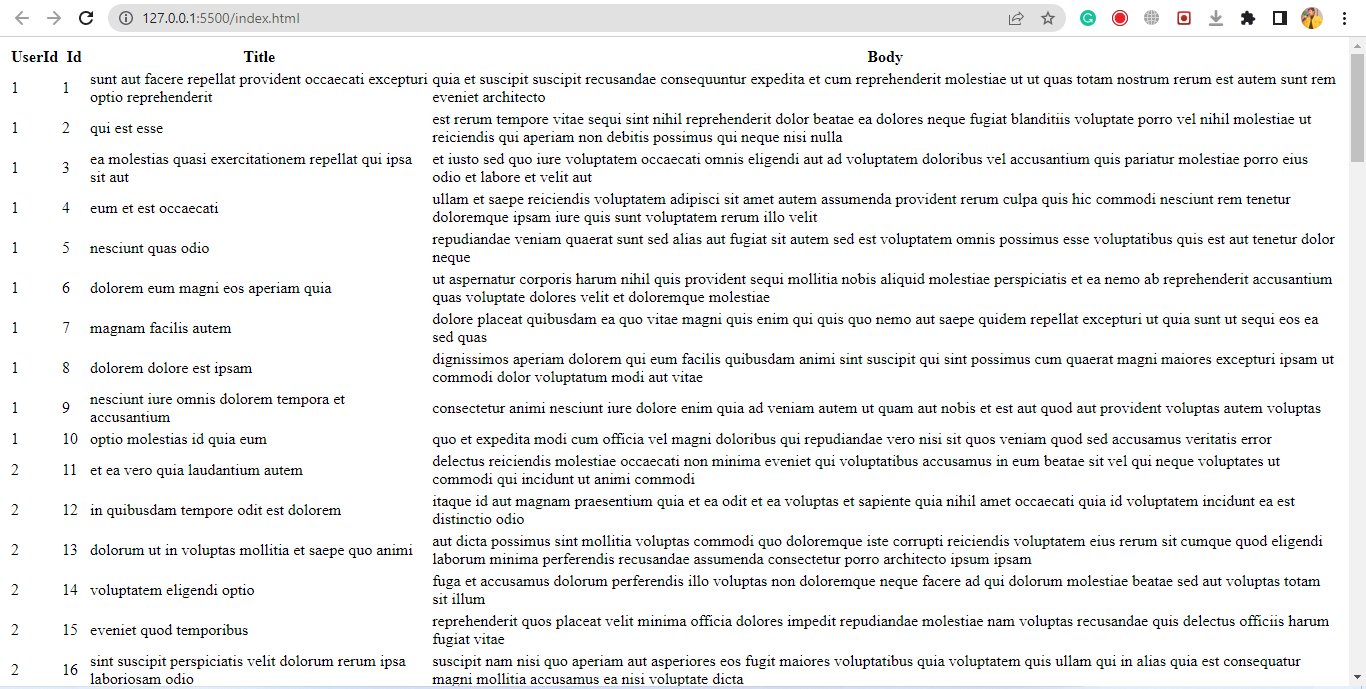 127.0.0.1:5500/index.html
UserId Id Title Body
1 1 sunt aut facere repellat provident occaecati excepturi quia et suscipit suscipit recusandae consequuntur expedita et cum reprehenderit molestiae ut ut quas totam nostrum rerum est autem sunt rem
optio reprehenderit eveniet architecto
1 2 qui est esse est rerum tempore vitae sequi sint nihil reprehenderit dolor beatae ea dolores neque fugiat blanditiis voluptate porro vel nihil molestiae ut
reiciendis qui aperiam non debitis possimus qui neque nisi nulla
1 3 ea molestias quasi exercitationem repellat qui ipsa et iusto sed quo iure voluptatem occaecati omnis eligendi aut ad voluptatem doloribus vel accusantium quis pariatur molestiae porro eius
sit aut odio et labore et velit aut
1 4 eum et est occaecati ullam et saepe reiciendis voluptatem adipisci sit amet autem assumenda provident rerum culpa quis hic commodi nesciunt rem tenetur
doloremque ipsam iure quis sunt voluptatem rerum illo velit
1 5 nesciunt quas odio repudiandae veniam quaerat sunt sed alias aut fugiat sit autem sed est voluptatem omnis possimus esse voluptatibus quis est aut tenetur dolor
neque
1 6 dolorem eum magni eos aperiam quia ut aspernatur corporis harum nihil quis provident sequi mollitia nobis aliquid molestiae perspiciatis et ea nemo ab reprehenderit accusantium
quas voluptate dolores velit et doloremque molestiae
1 7 magnam facilis autem dolore placeat quibusdam ea quo vitae magni quis enim qui quis quo nemo aut saepe quidem repellat excepturi ut quia sunt ut sequi eos ea
sed quas
1 8 dolorem dolore est ipsam dignissimos aperiam dolorem qui eum facilis quibusdam animi sint suscipit qui sint possimus cum quaerat magni maiores excepturi ipsam ut
commodi dolor voluptatum modi aut vitae
1 9 nesciunt iure omnis dolorem tempora et consectetur animi nesciunt iure dolore enim quia ad veniam autem ut quam aut nobis et est aut quod aut provident voluptas autem voluptas
accusantium
1 10 optio molestias id quia eum quo et expedita modi cum officia vel magni doloribus qui repudiandae vero nisi sit quos veniam quod sed accusamus veritatis error
2 11 et ea vero quia laudantium autem delectus reiciendis molestiae occaecati non minima eveniet qui voluptatibus accusamus in eum beatae sit vel qui neque voluptates ut
commodi qui incidunt ut animi commodi
2 12 in quibusdam tempore odit est dolorem itaque id aut magnam praesentium quia et ea odit et ea voluptas et sapiente quia nihil amet occaecati quia id voluptatem incidunt ea est
distinctio odio
2 13 dolorum ut in voluptas mollitia et saepe quo animi aut dicta possimus sint mollitia voluptas commodi quo doloremque iste corrupti reiciendis voluptatem eius rerum sit cumque quod eligendi
laborum minima perferendis recusandae assumenda consectetur porro architecto ipsum ipsam
2 14 voluptatem eligendi optio fuga et accusamus dolorum perferendis illo voluptas non doloremque neque facere ad qui dolorum molestiae beatae sed aut voluptas totam
sit illum
2 15 eveniet quod temporibus reprehenderit quos placeat velit minima officia dolores impedit repudiandae molestiae nam voluptas recusandae quis delectus officiis harum
fugiat vitae
2 16 sint suscipit perspiciatis velit dolorum rerum ipsa suscipit nam nisi quo aperiam aut asperiores eos fugit maiores voluptatibus quia voluptatem quis ullam qui in alias quia est consequatur
laboriosam odio magni mollitia accusamus ea nisi voluptate dicta